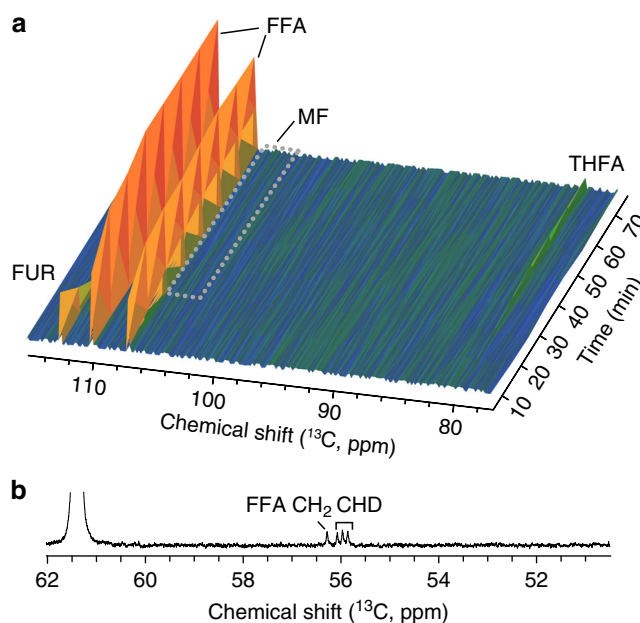 a
FFA
MF
THFA
FUR
70
60
50
40
30
20
10
Time (min)
110 100 90 80
Chemical shift (¹³C, ppm)
b
FFA CH₂ CHD
62 60 58 56 54 52
Chemical shift (¹³C, ppm)